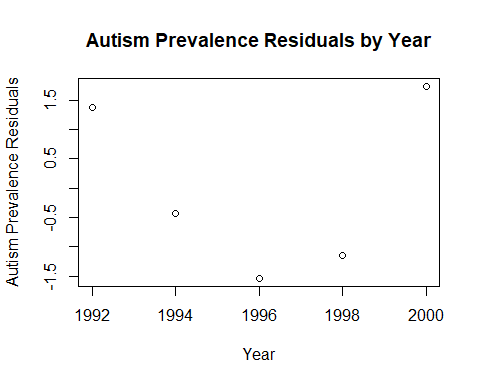 Autism Prevalence Residuals by Year
Autism Prevalence Residuals
1.5
0.5
-0.5
-1.5
1992 1994 1996 1998 2000
Year